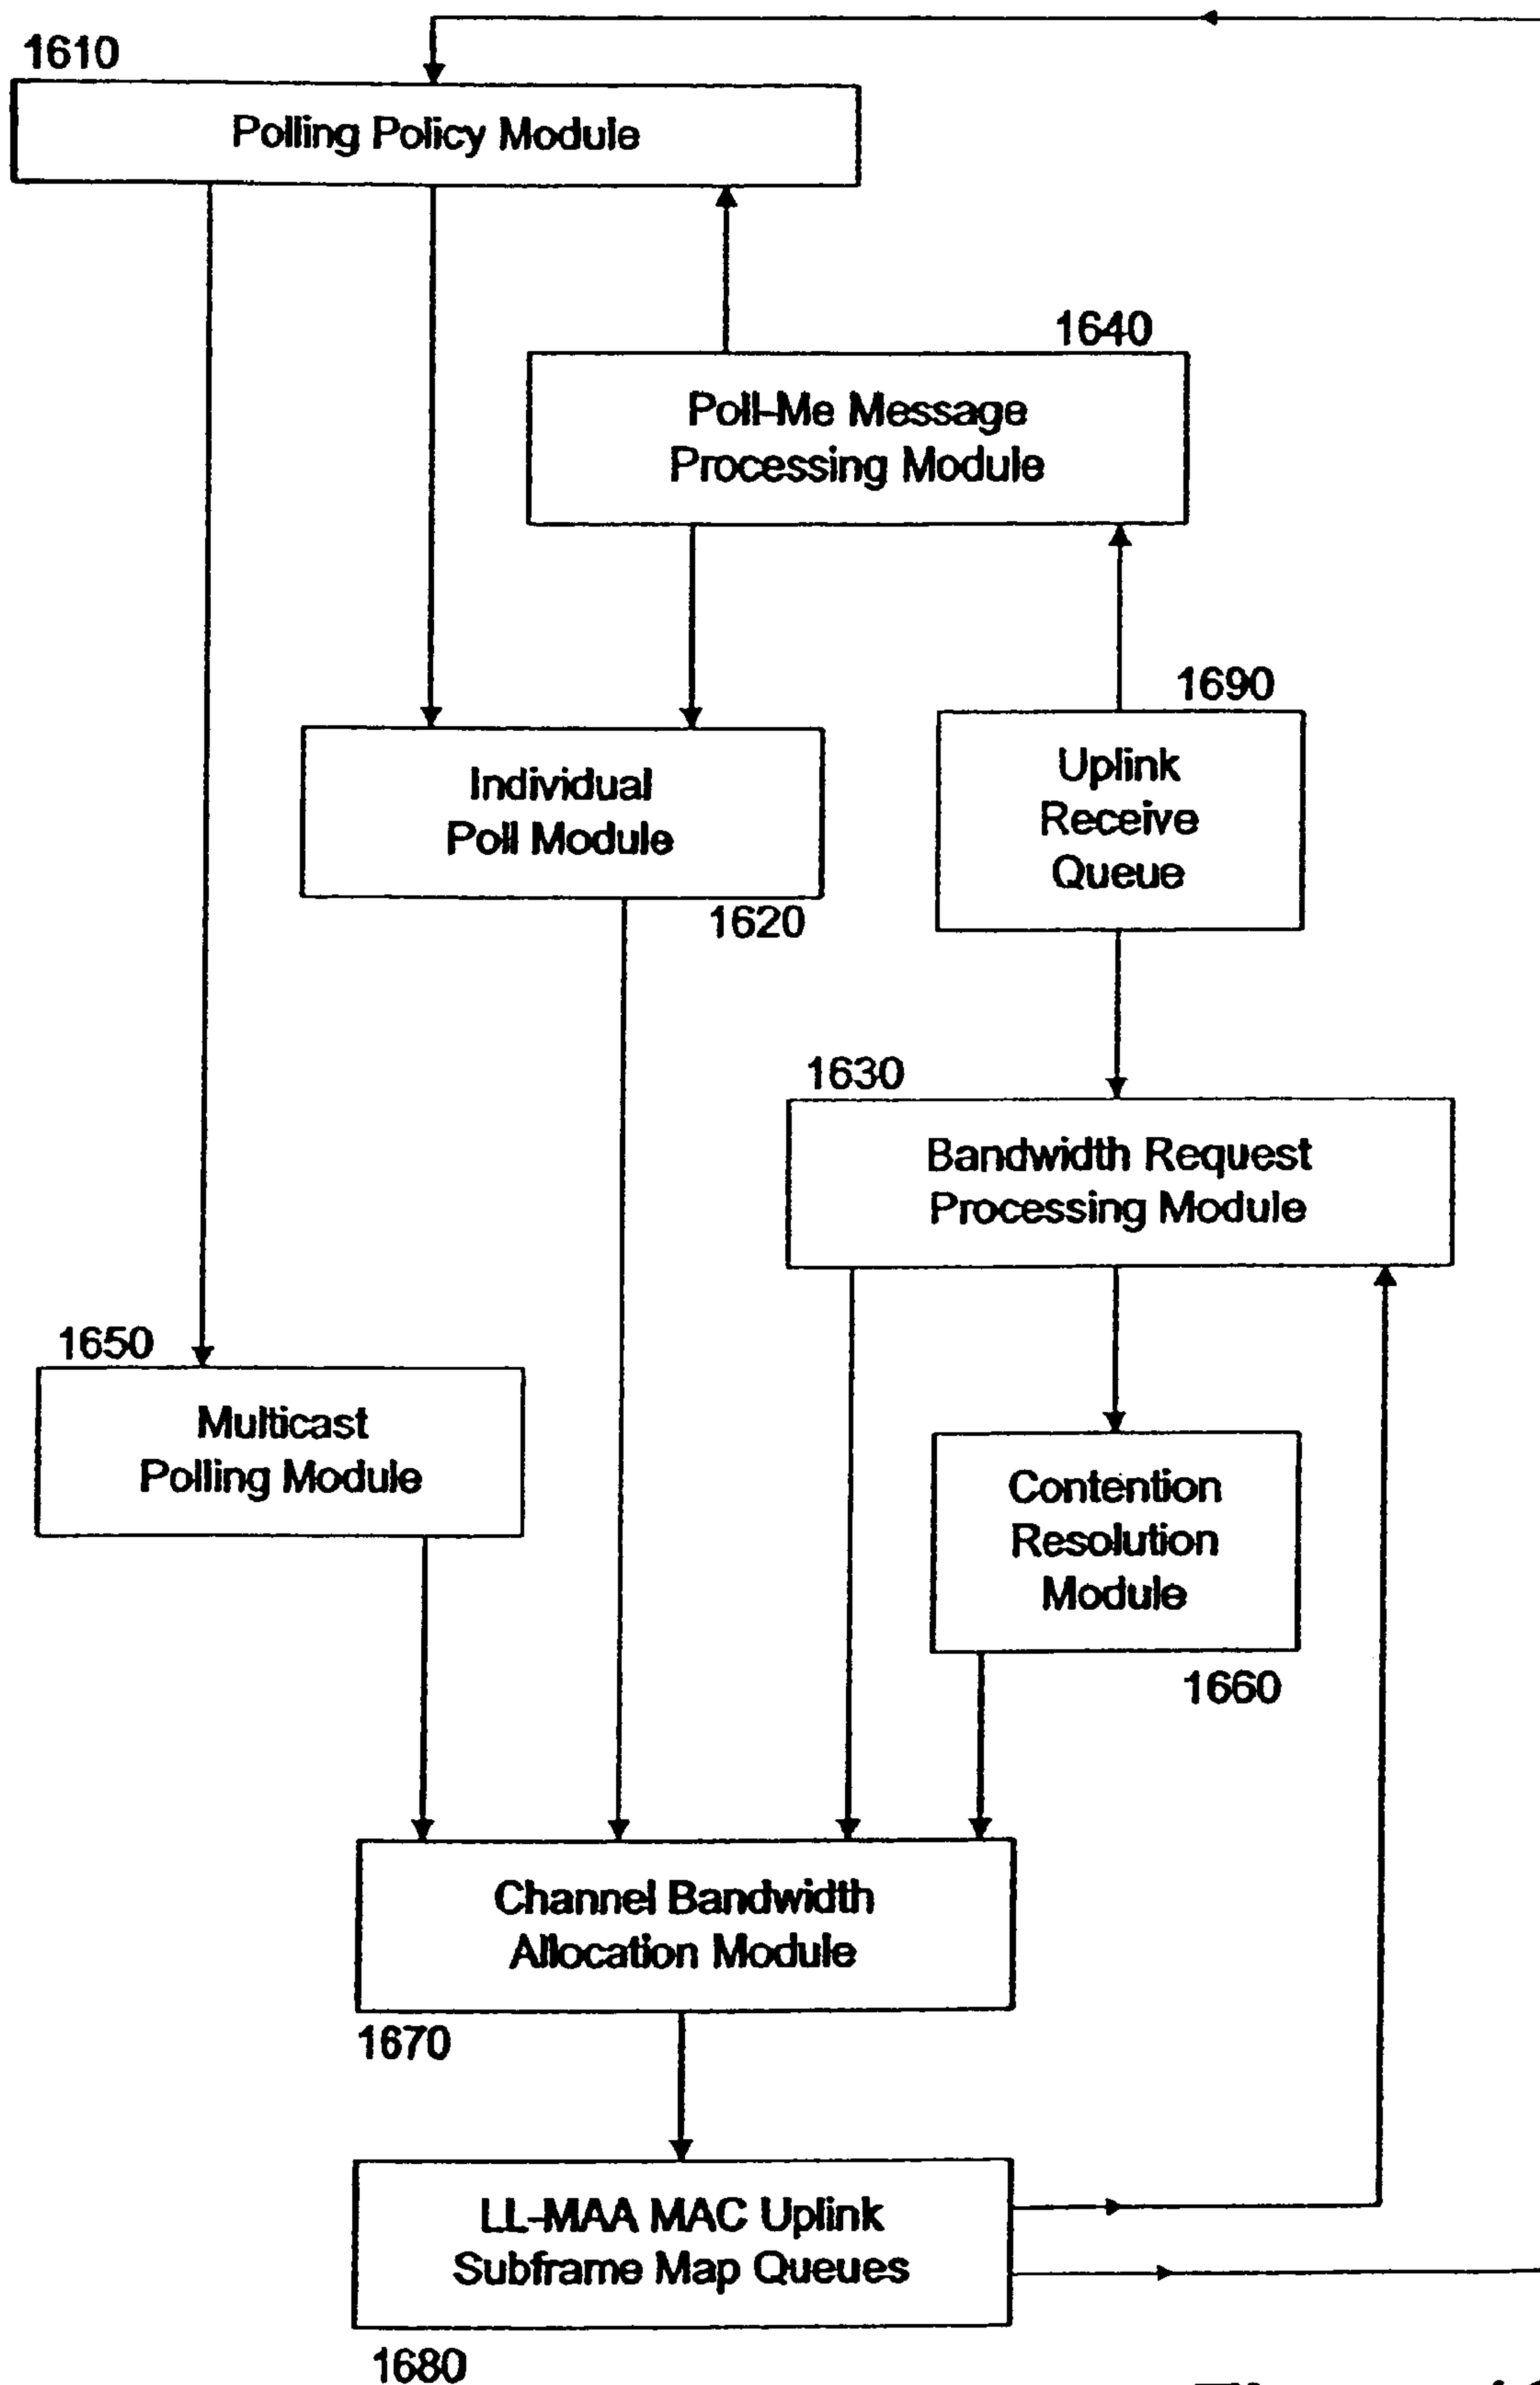 1610
Polling Policy Module
1640
Poll-Me Message
Processing Module
1690
Uplink
Receive
Queue
Individual
Poll Module
1620
1630
Bandwidth Request
Processing Module
1650
Multicast
Polling Module
Contention
Resolution
Module
1660
Channel Bandwidth
Allocation Module
1670
LL-MAA MAC Uplink
Subframe Map Queues
1680